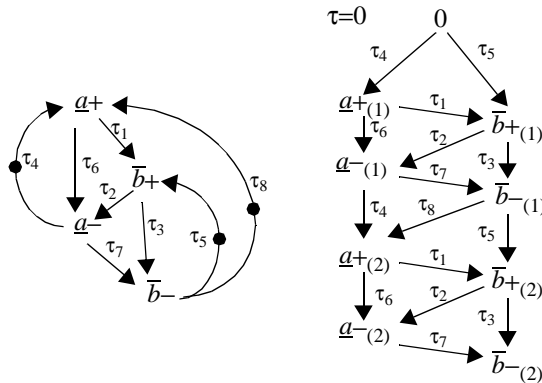 τ=0 0
τ4 τ5
a+(1) τ1 b̅+(1)
τ6 τ2
a̲−(1) τ7 τ3 b̅−(1)
τ4 τ8 τ5
a̲+(2) τ1 b̅+(2)
τ6 τ2 τ3
a̲−(2) τ7 b̅−(2)
a̲+
τ1
τ4 τ6 b̅+ τ8
τ2
a̲− τ3 τ5
τ7
b̅−